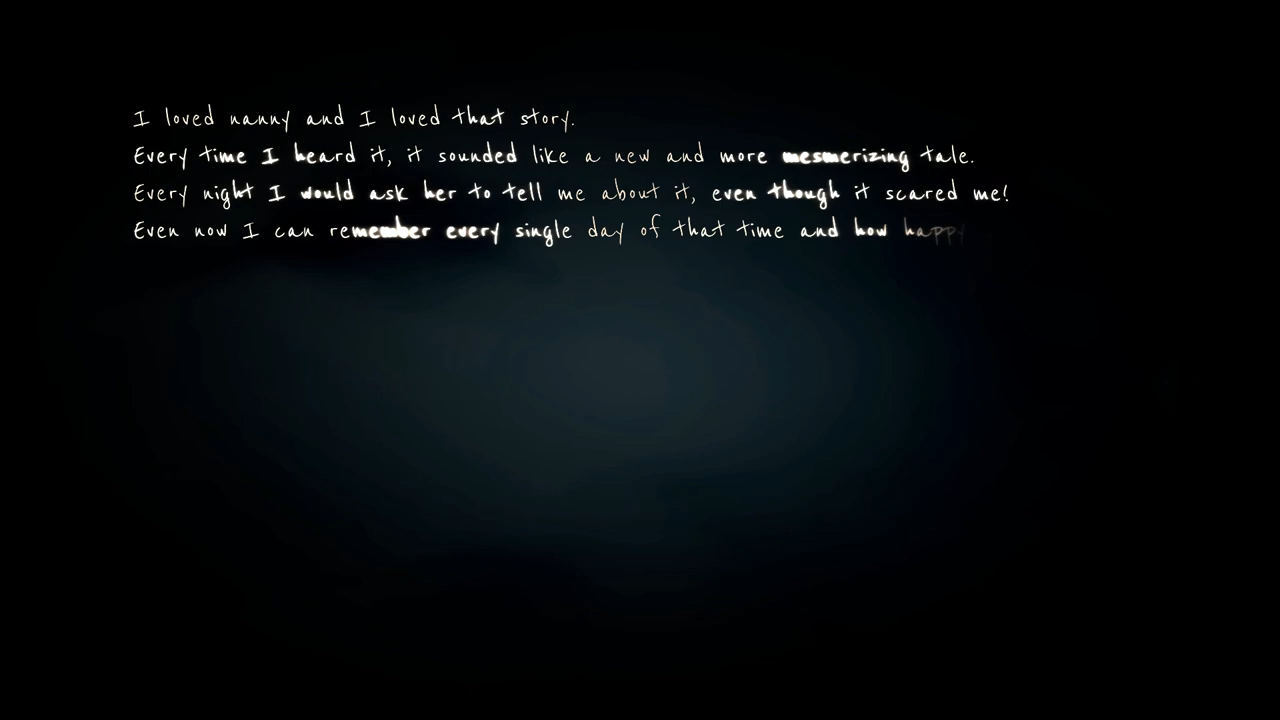 I loved nanny and I loved that story.
Every time I heard it, it sounded like a new and more mesmerizing tale.
Every night I would ask her to tell me about it, even though it scared me!
Even now I can remember every single day of that time and how happy